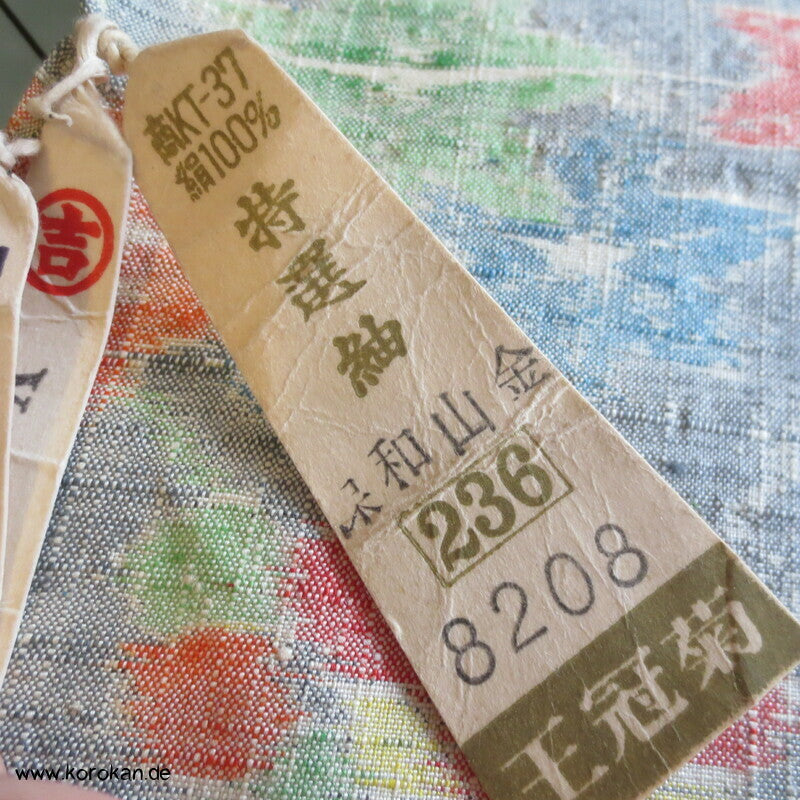 高KT-37
絹100%
特選紬
金山和
236
8208
菊冠王
吉
www.korokan.de